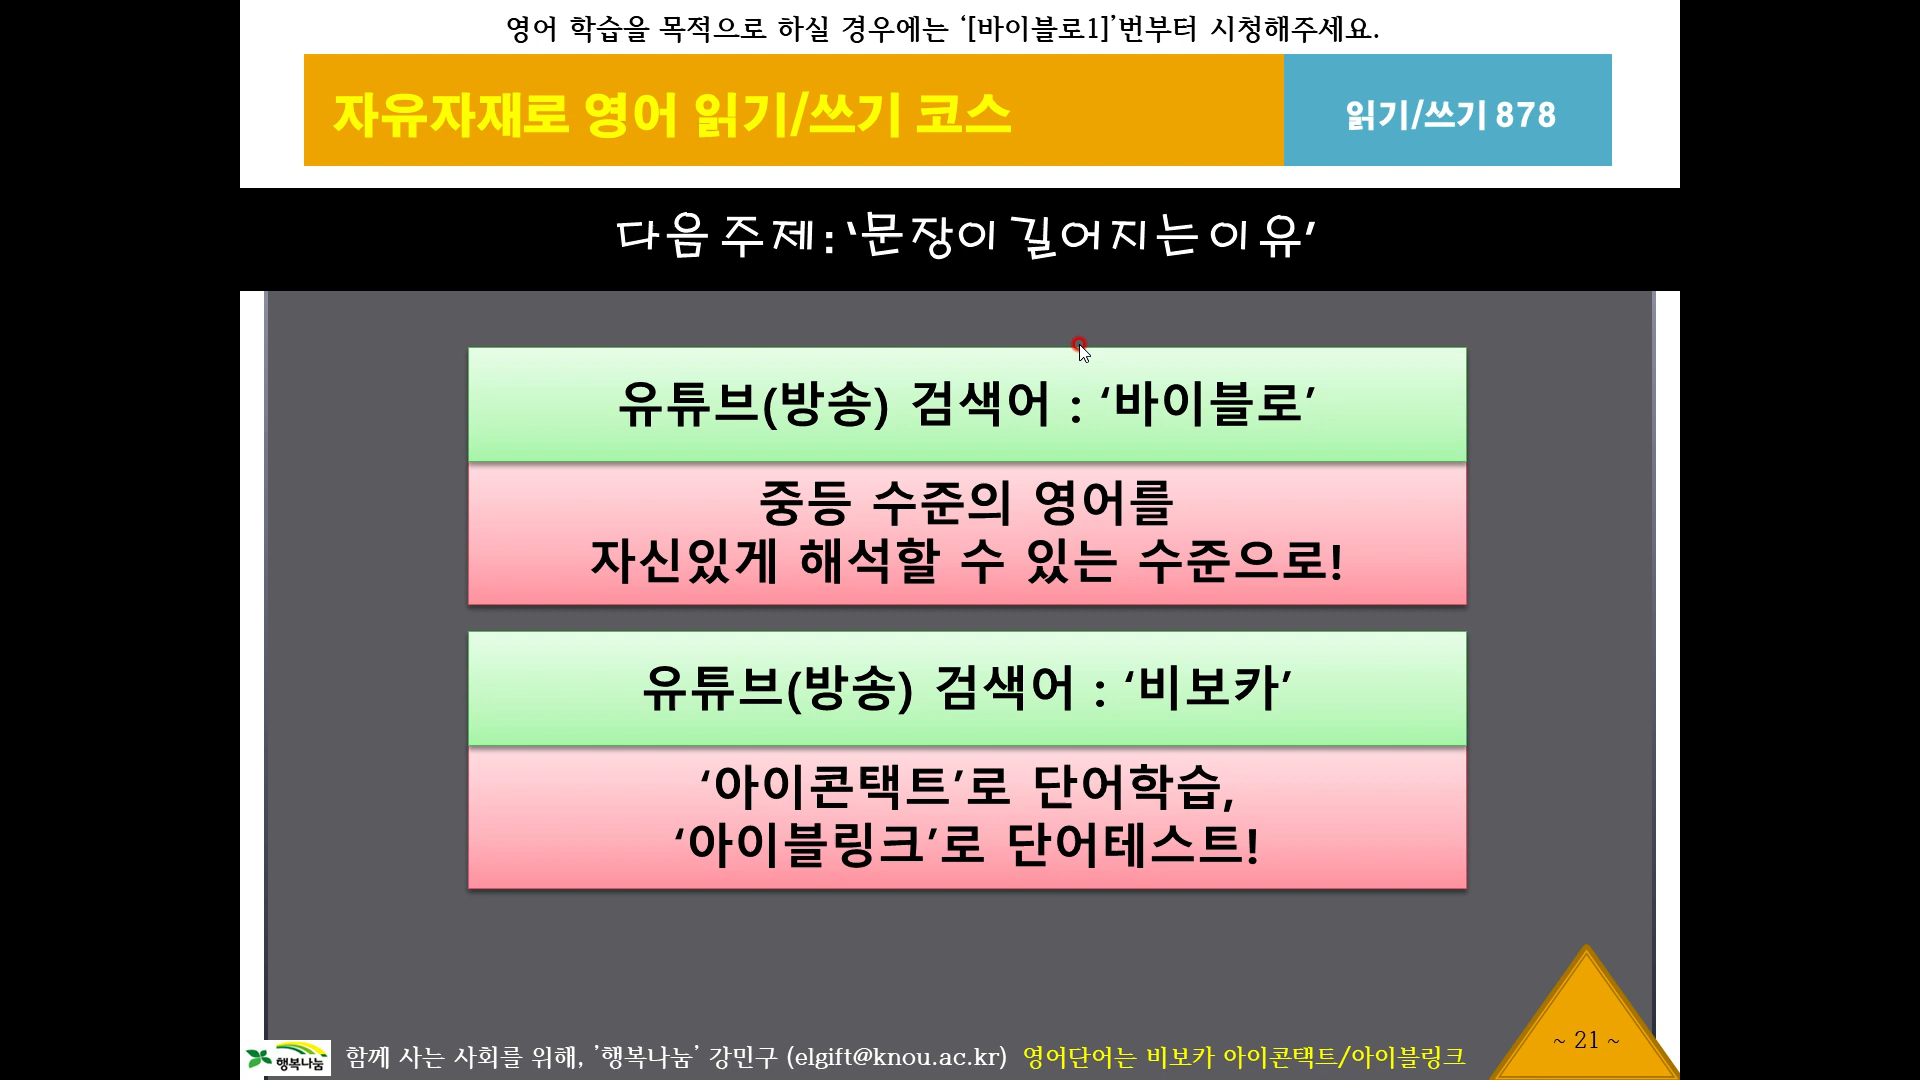 영어 학습을 목적으로 하실 경우에는 ‘[바이블로1]’번부터 시청해주세요.
자유자재로 영어 읽기/쓰기 코스
읽기/쓰기 878
다음 주제 : ‘문장이 길어지는 이유’
유튜브(방송) 검색어 : ‘바이블로’
중등 수준의 영어를
자신있게 해석할 수 있는 수준으로!
유튜브(방송) 검색어 : ‘비보카’
‘아이콘택트’로 단어학습,
‘아이블링크’로 단어테스트!
~ 21 ~
행복나눔
함께 사는 사회를 위해, ’행복나눔’ 강민구 (elgift@knou.ac.kr) 영어단어는 비보카 아이콘택트/아이블링크